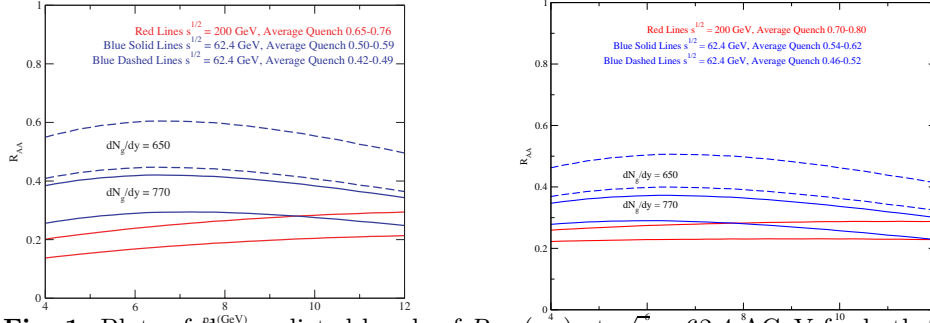 Red Lines s^1/2 = 200 GeV, Average Quench 0.65-0.76
Blue Solid Lines s^1/2 = 62.4 GeV, Average Quench 0.50-0.59
Blue Dashed Lines s^1/2 = 62.4 GeV, Average Quench 0.42-0.49
1
0.8
0.6
0.4
0.2
0
R_AA
dN_g/dy = 650
dN_g/dy = 770
4
6
8
10
12
(GeV)
Red Lines s^1/2 = 200 GeV, Average Quench 0.70-0.80
Blue Solid Lines s^1/2 = 62.4 GeV, Average Quench 0.54-0.62
Blue Dashed Lines s^1/2 = 62.4 GeV, Average Quench 0.46-0.52
1
0.8
0.6
0.4
0.2
0
R_AA
dN_g/dy = 650
dN_g/dy = 770
4
6
8
10
12